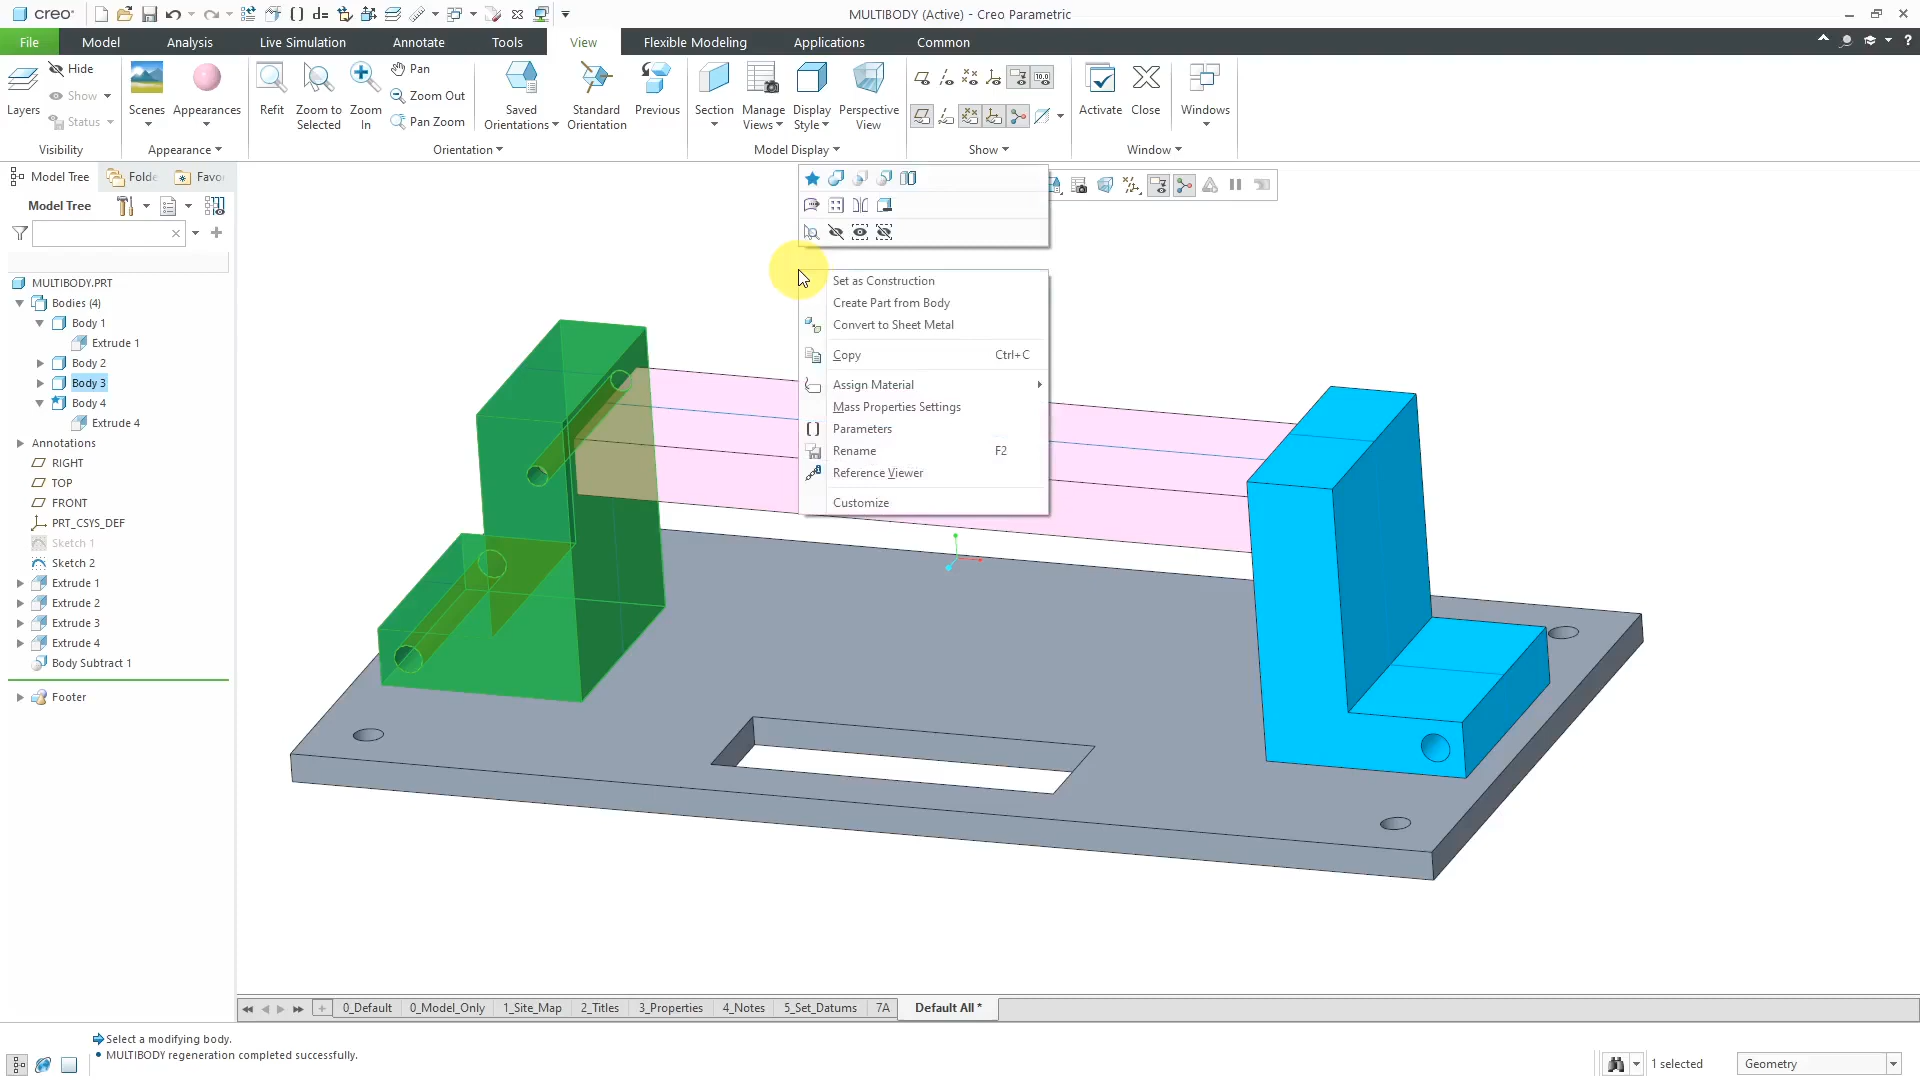 creo
MULTIBODY (Active) - Creo Parametric
File
Model
Analysis
Live Simulation
Annotate
Tools
View
Flexible Modeling
Applications
Common
Layers
Hide
Show
Status
Visibility
Scenes
Appearances
Appearance
Refit
Zoom to
Selected
Zoom
In
Pan
Zoom Out
Pan Zoom
Saved
Orientations
Standard
Orientation
Previous
Orientation
Section
Manage
Views
Display
Style
Perspective
View
Model Display
Show
Activate
Close
Windows
Window
Model Tree
Folde
Favo
Model Tree
MULTIBODY.PRT
Bodies (4)
Body 1
Extrude 1
Body 2
Body 3
Body 4
Extrude 4
Annotations
RIGHT
TOP
FRONT
PRT_CSYS_DEF
Sketch 1
Sketch 2
Extrude 1
Extrude 2
Extrude 3
Extrude 4
Body Subtract 1
Footer
Set as Construction
Create Part from Body
Convert to Sheet Metal
Copy Ctrl+C
Assign Material
Mass Properties Settings
Parameters
Rename F2
Reference Viewer
Customize
0_Default
0_Model_Only
1_Site_Map
2_Titles
3_Properties
4_Notes
5_Set_Datums
7A
Default All *
Select a modifying body.
• MULTIBODY regeneration completed successfully.
1 selected
Geometry